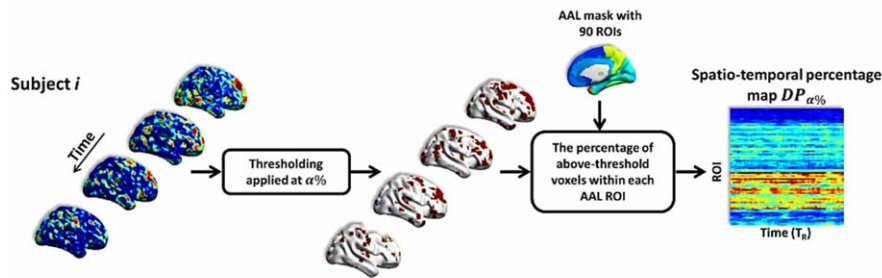 AAL mask with
90 ROIs
Subject i
Time
Thresholding
applied at α%
The percentage of
above-threshold
voxels within each
AAL ROI
Spatio-temporal percentage
map DPα%
ROI
Time (TR)